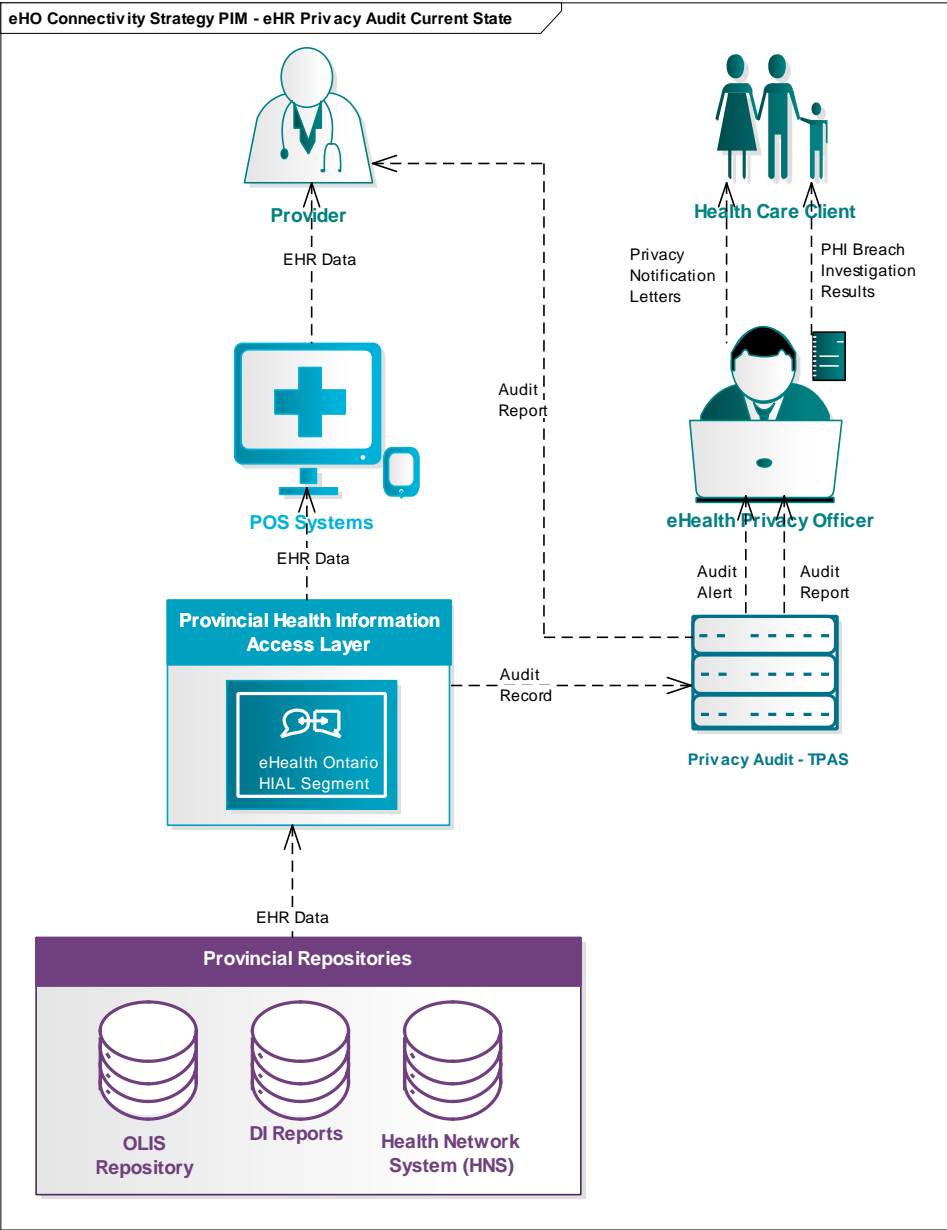 eHO Connectivity Strategy PIM - eHR Privacy Audit Current State
Provider
Health Care Client
EHR Data
Privacy
Notification
Letters
PHI Breach
Investigation
Results
Audit
Report
POS Systems
eHealth Privacy Officer
EHR Data
Audit
Alert
Audit
Report
Provincial Health Information
Access Layer
Audit
Record
eHealth Ontario
HIAL Segment
Privacy Audit - TPAS
EHR Data
Provincial Repositories
OLIS
Repository
DI Reports
Health Network
System (HNS)